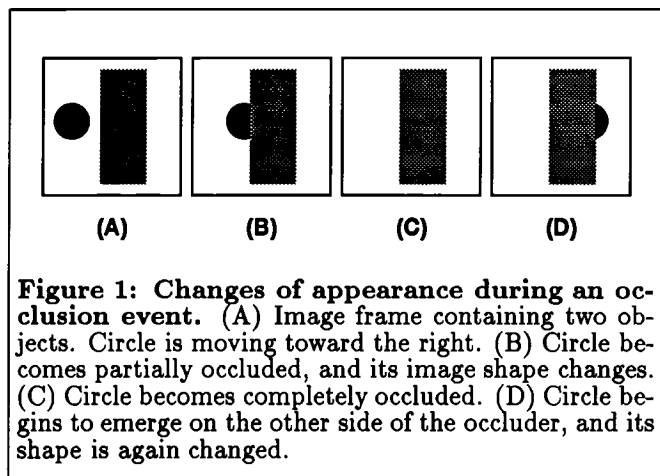 (A) (B) (C) (D)
Figure 1: Changes of appearance during an oc-
clusion event. (A) Image frame containing two ob-
jects. Circle is moving toward the right. (B) Circle be-
comes partially occluded, and its image shape changes.
(C) Circle becomes completely occluded. (D) Circle be-
gins to emerge on the other side of the occluder, and its
shape is again changed.